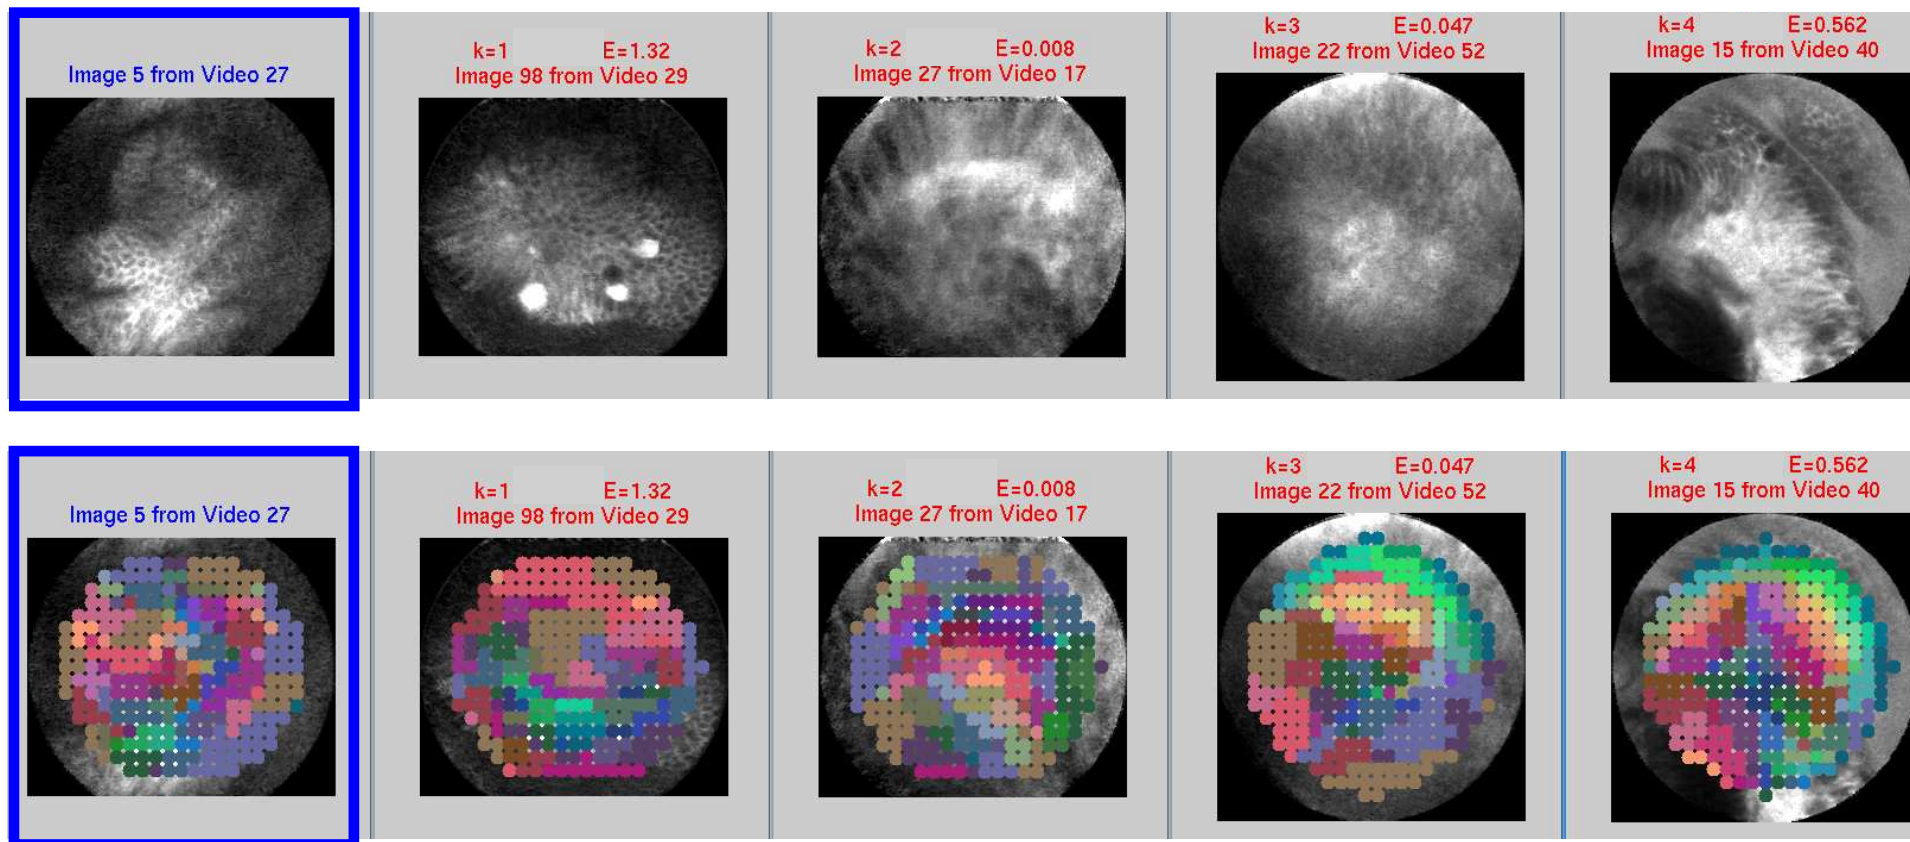 Image 5 from Video 27
k=1 E=1.32
Image 98 from Video 29
k=2 E=0.008
Image 27 from Video 17
k=3 E=0.047
Image 22 from Video 52
k=4 E=0.562
Image 15 from Video 40
Image 5 from Video 27
k=1 E=1.32
Image 98 from Video 29
k=2 E=0.008
Image 27 from Video 17
k=3 E=0.047
Image 22 from Video 52
k=4 E=0.562
Image 15 from Video 40